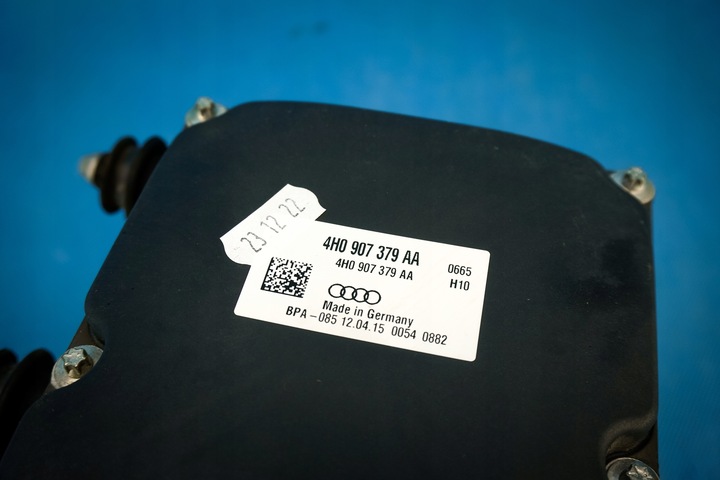 23 12 22
4H0 907 379 AA
4H0 907 379 AA
0665
H10
Made in Germany
BPA-085 12.04.15 0054 0882